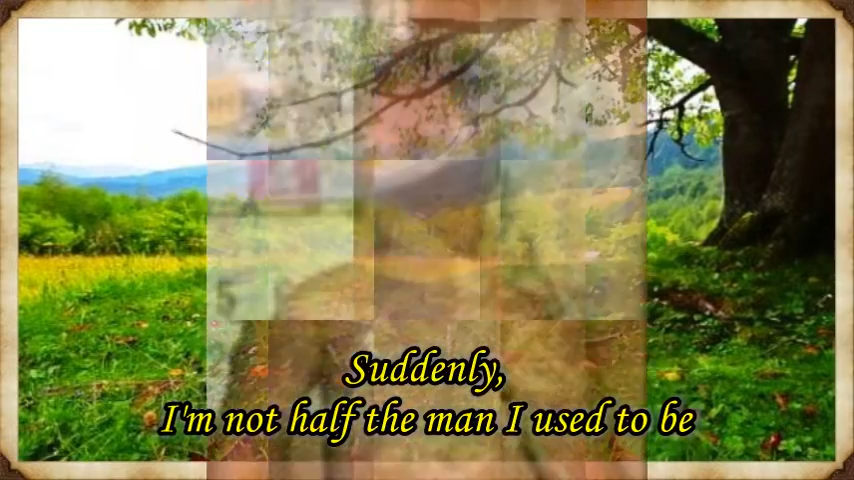 Suddenly,
I'm not half the man I used to be